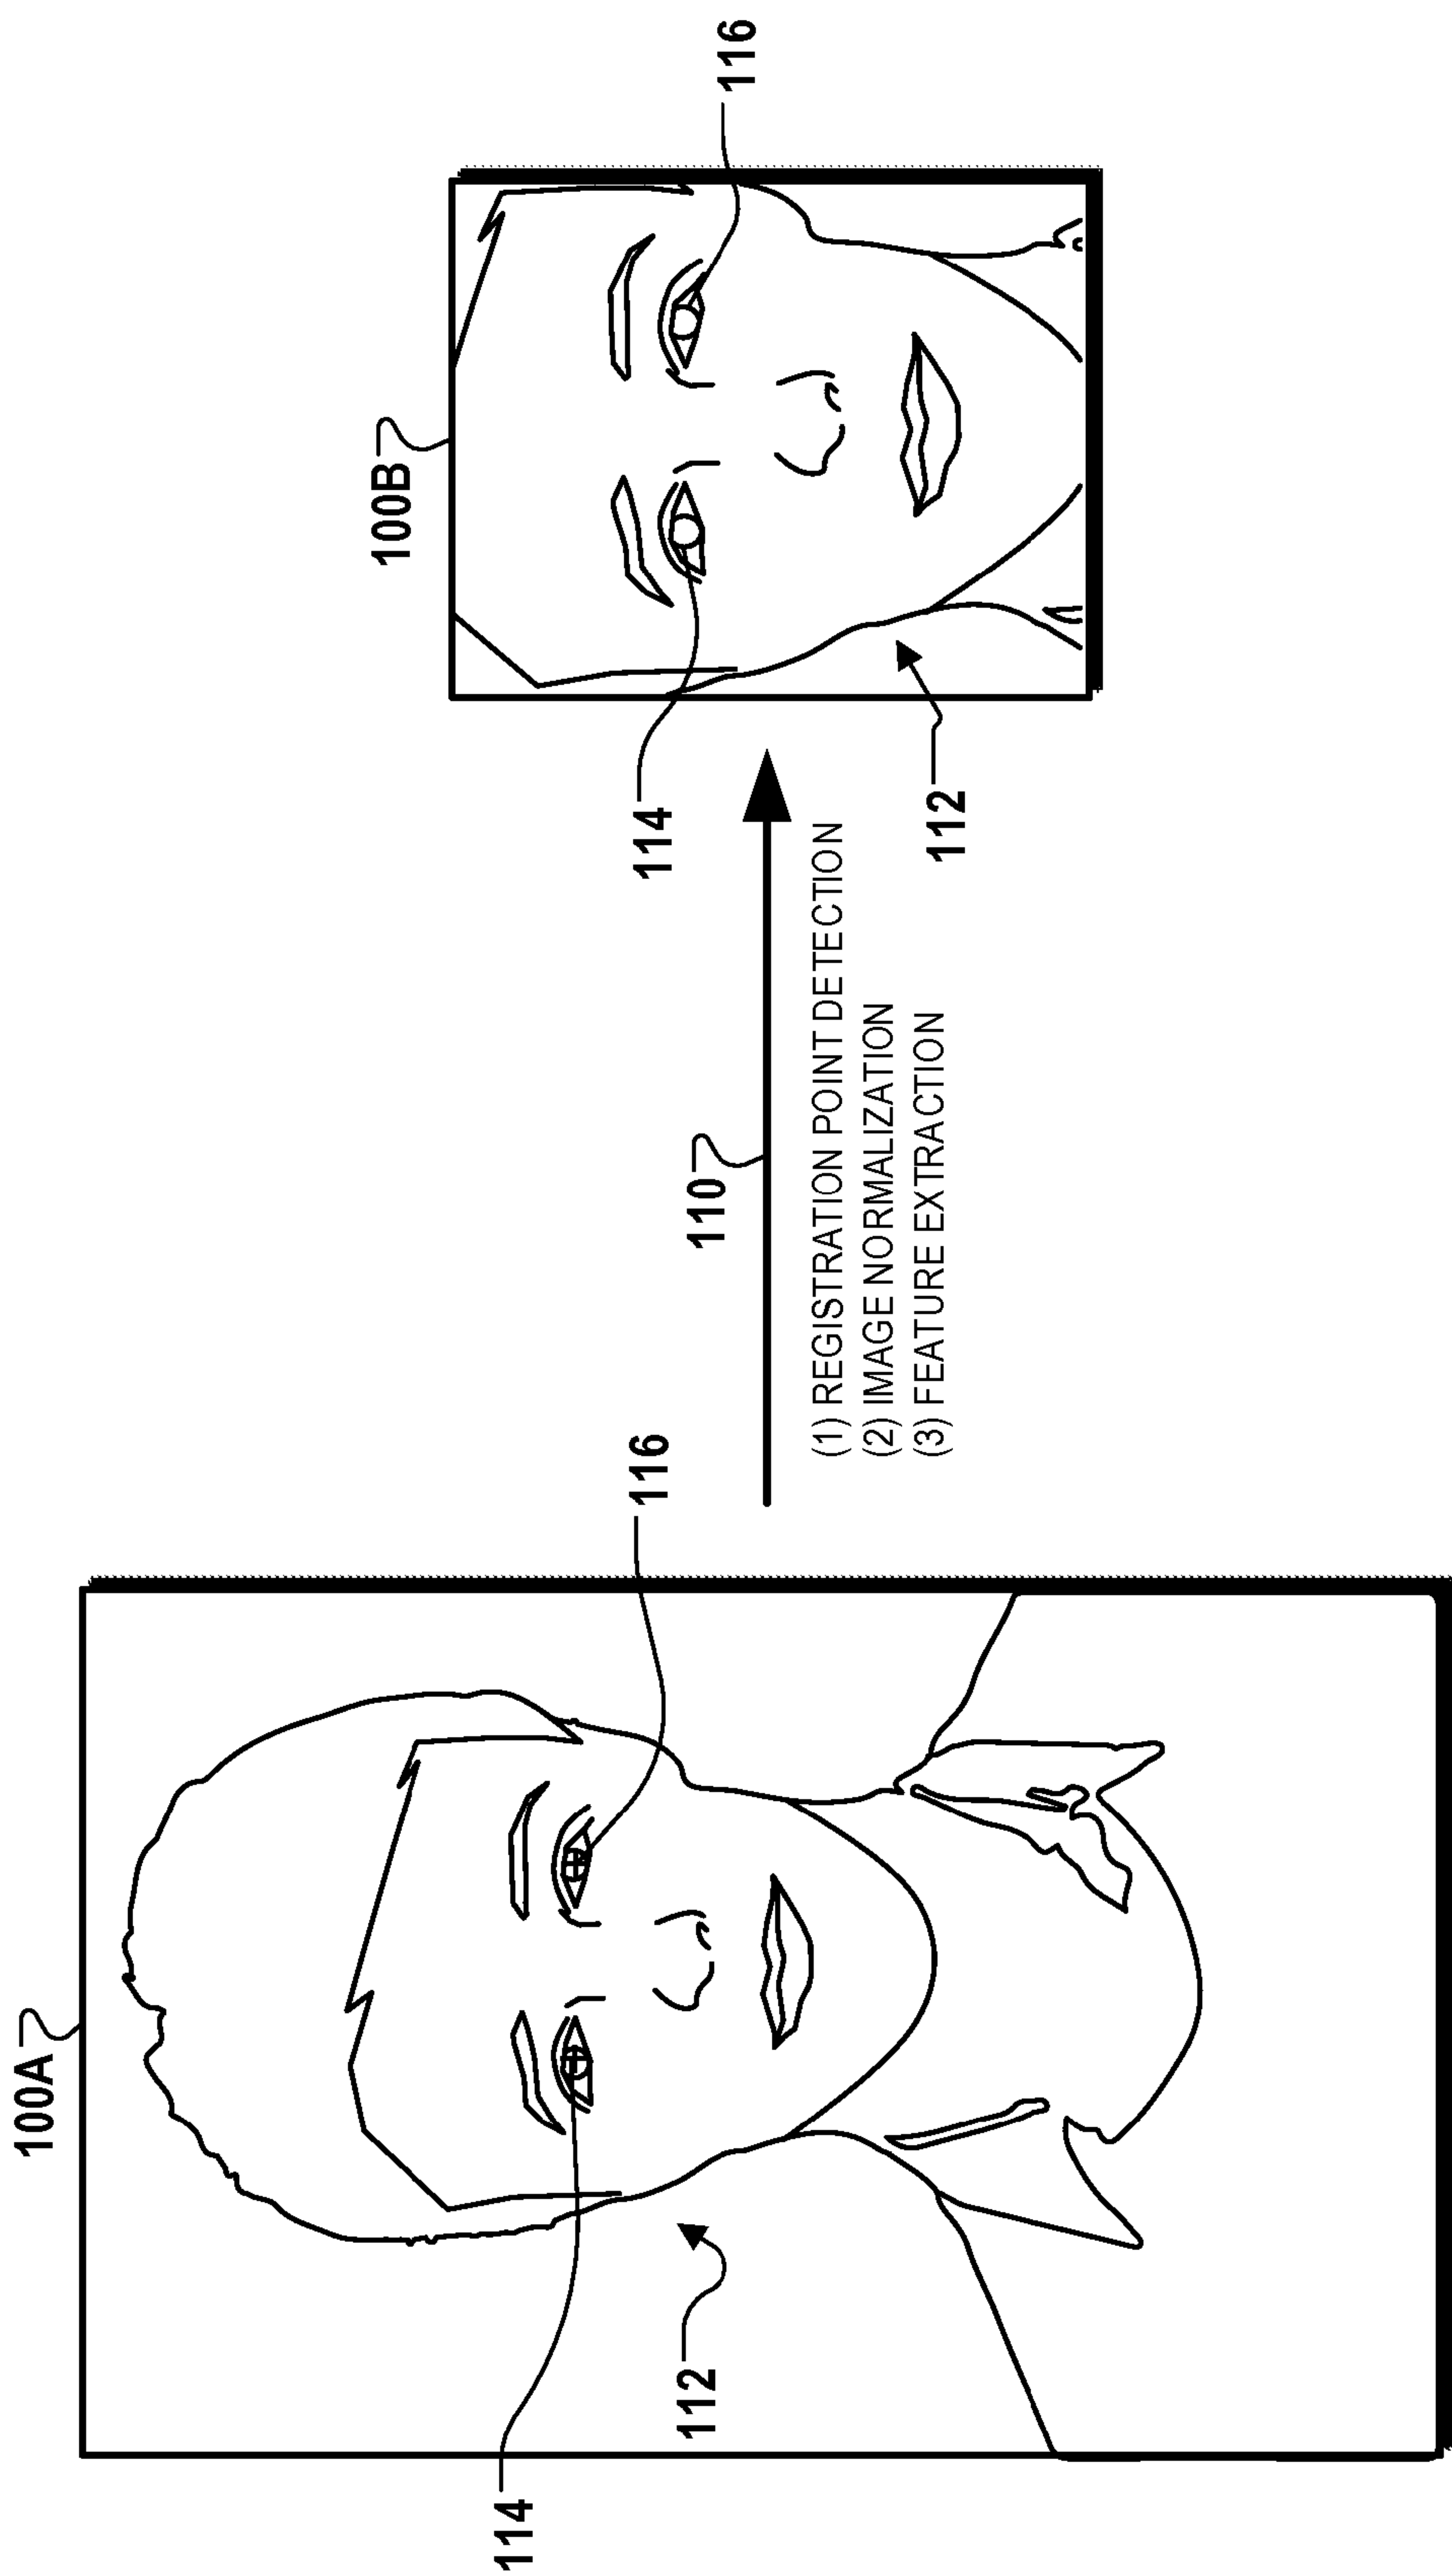 100A
114
112
116
110
(1) REGISTRATION POINT DETECTION
(2) IMAGE NORMALIZATION
(3) FEATURE EXTRACTION
100B
114
112
116